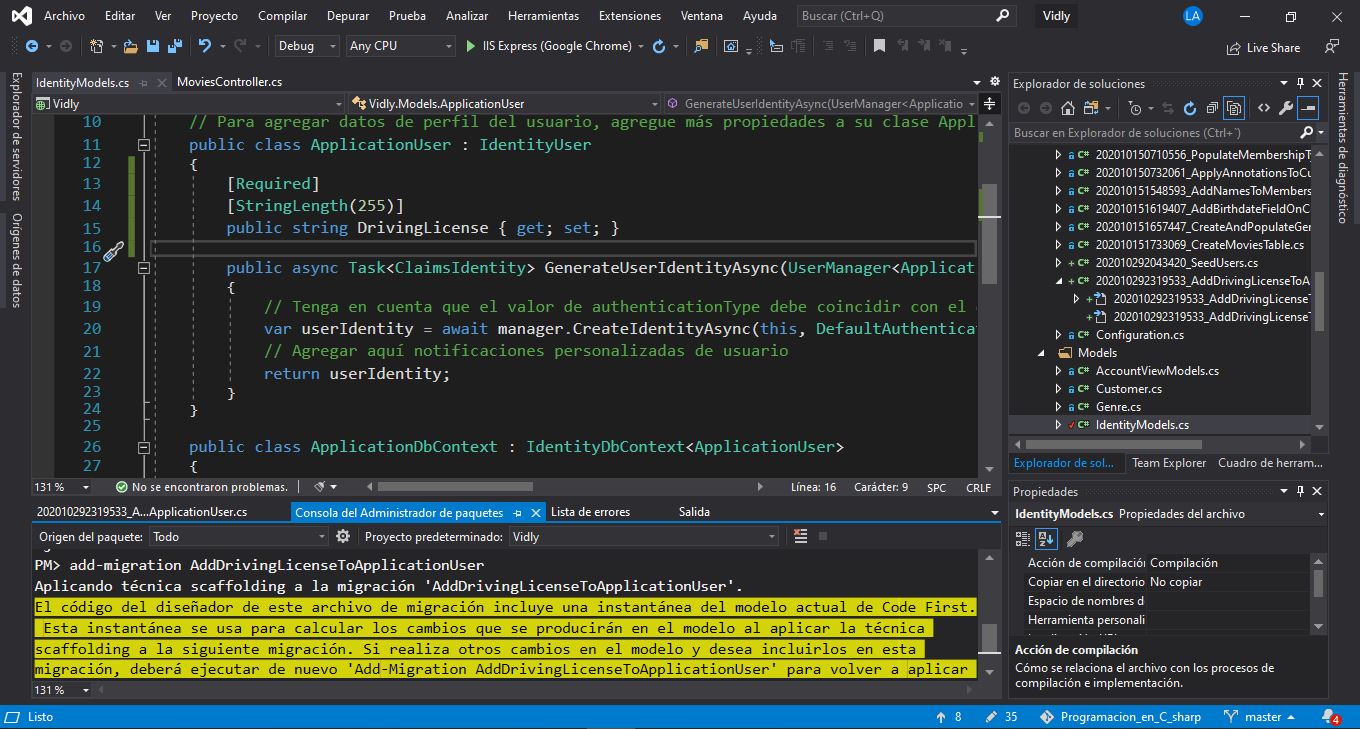 Archivo Editar Ver Proyecto Compilar Depurar Prueba Analizar Herramientas Extensiones Ventana Ayuda Buscar (Ctrl+Q) Vidly LA
Debug Any CPU IIS Express (Google Chrome) Live Share
Explorador de servidores
Orígenes de datos
IdentityModels.cs MoviesController.cs
Vidly Vidly.Models.ApplicationUser GenerateUserIdentityAsync(UserManager<Applicatio
10 // Para agregar datos de perfil del usuario, agregue más propiedades a su clase Appl
11 public class ApplicationUser : IdentityUser
12 {
13 [Required]
14 [StringLength(255)]
15 public string DrivingLicense { get; set; }
16
17 public async Task<ClaimsIdentity> GenerateUserIdentityAsync(UserManager<Applicat
18 {
19 // Tenga en cuenta que el valor de authenticationType debe coincidir con el
20 var userIdentity = await manager.CreateIdentityAsync(this, DefaultAuthentica
21 // Agregar aquí notificaciones personalizadas de usuario
22 return userIdentity;
23 }
24 }
25
26 public class ApplicationDbContext : IdentityDbContext<ApplicationUser>
27 {
131 % No se encontraron problemas. Línea: 16 Carácter: 9 SPC CRLF
202010292319533_A...ApplicationUser.cs Consola del Administrador de paquetes Lista de errores Salida
Origen del paquete: Todo Proyecto predeterminado: Vidly
PM> add-migration AddDrivingLicenseToApplicationUser
Aplicando técnica scaffolding a la migración 'AddDrivingLicenseToApplicationUser'.
El código del diseñador de este archivo de migración incluye una instantánea del modelo actual de Code First.
Esta instantánea se usa para calcular los cambios que se producirán en el modelo al aplicar la técnica
scaffolding a la siguiente migración. Si realiza otros cambios en el modelo y desea incluirlos en esta
migración, deberá ejecutar de nuevo 'Add-Migration AddDrivingLicenseToApplicationUser' para volver a aplicar
131 %
Explorador de soluciones
Buscar en Explorador de soluciones (Ctrl+´)
C# 202010150710556_PopulateMembershipT
C# 202010150732061_ApplyAnnotationsToCu
C# 202010151548593_AddNamesToMembers
C# 202010151619407_AddBirthdateFieldOnC
C# 202010151657447_CreateAndPopulateGer
C# 202010151733069_CreateMoviesTable.cs
C# 202010292043420_SeedUsers.cs
C# 202010292319533_AddDrivingLicenseToA
202010292319533_AddDrivingLicense
202010292319533_AddDrivingLicense
C# Configuration.cs
Models
C# AccountViewModels.cs
C# Customer.cs
C# Genre.cs
C# IdentityModels.cs
Explorador de sol... Team Explorer Cuadro de herram...
Propiedades
IdentityModels.cs Propiedades del archivo
Acción de compilación Compilación
Copiar en el directorio No copiar
Espacio de nombres d
Herramienta personali
Acción de compilación
Cómo se relaciona el archivo con los procesos de
compilación e implementación.
Herramientas de diagnóstico
Listo 8 35 Programacion_en_C_sharp master 4